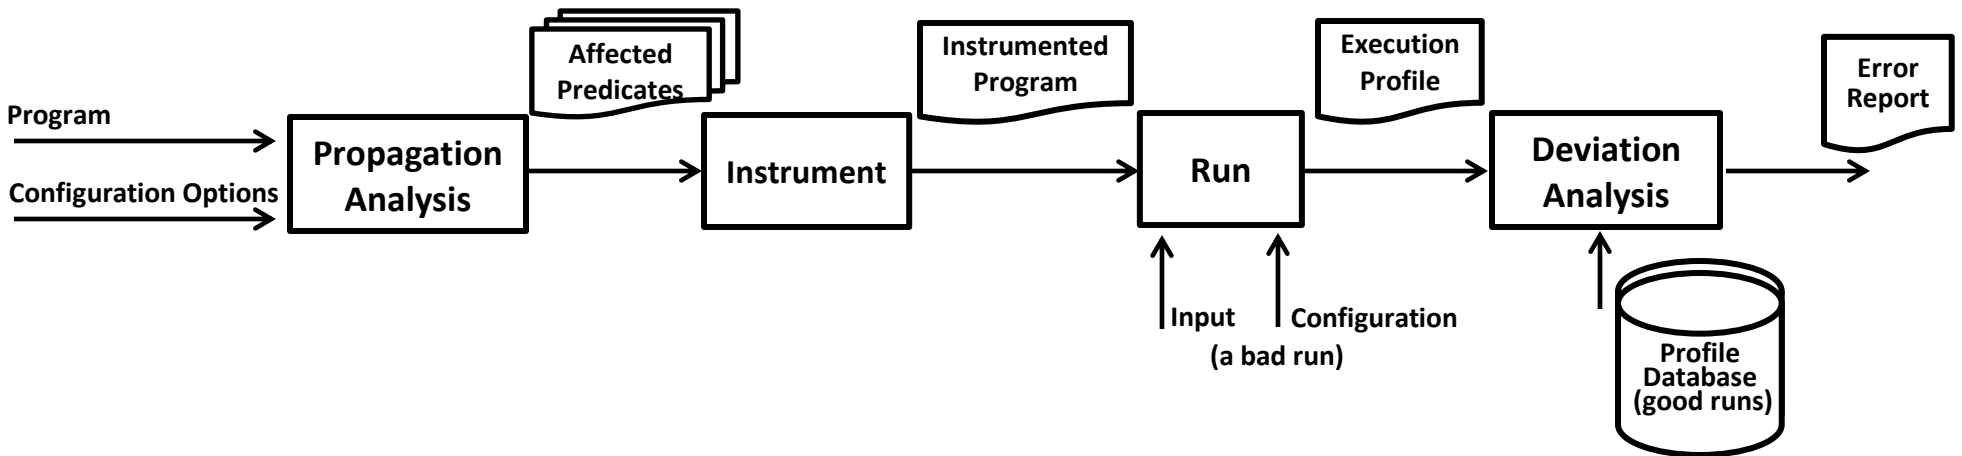 Program
Configuration Options
Propagation
Analysis
Affected
Predicates
Instrument
Instrumented
Program
Run
Input
Configuration
(a bad run)
Execution
Profile
Deviation
Analysis
Profile
Database
(good runs)
Error
Report